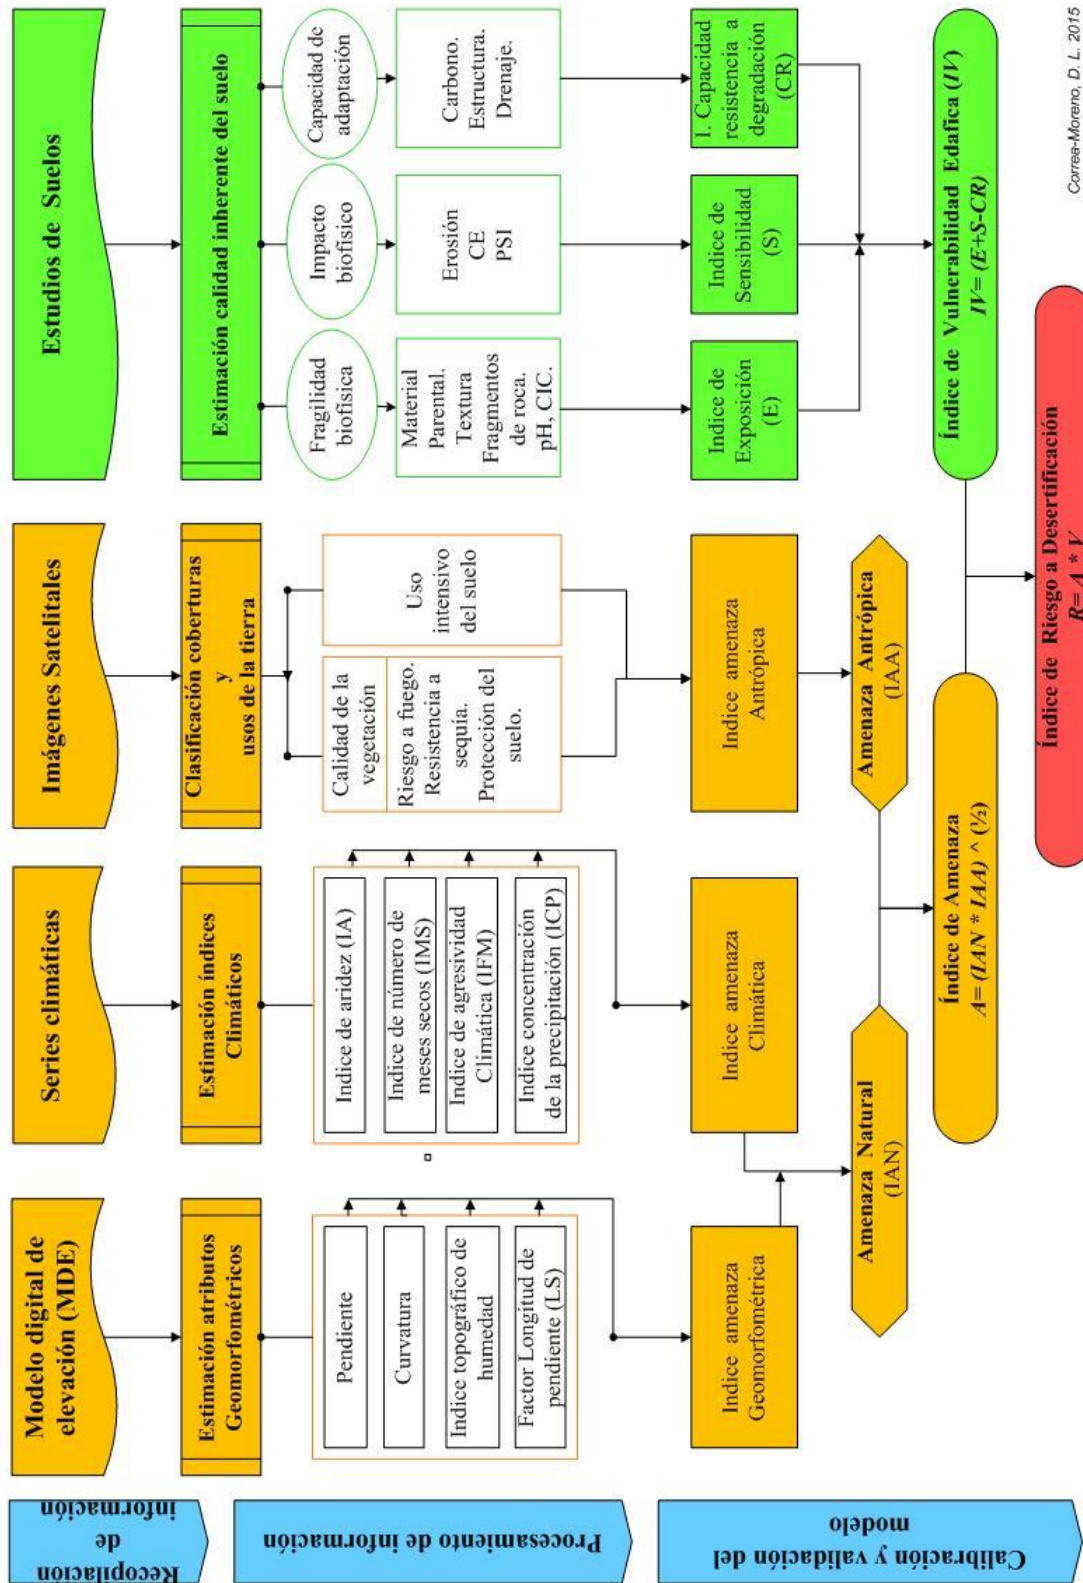 Recopilación
de
información
Procesamiento de información
Calibración y validación del
modelo
Modelo digital de
elevación (MDE)
Estimación atributos
Geomorfométricos
Pendiente
Curvatura
Indice topográfico de
humedad
Factor Longitud de
pendiente (LS)
Indice amenaza
Geomorfométrica
Series climáticas
Estimación índices
Climáticos
Indice de aridez (IA)
Indice de número de
meses secos (IMS)
Indice de agresividad
Climática (IFM)
Indice concentración
de la precipitación (ICP)
Indice amenaza
Climática
Amenaza Natural
(IAN)
Imágenes Satelitales
Clasificación coberturas
y
usos de la tierra
Calidad de la
vegetación
Riesgo a fuego.
Resistencia a
sequía.
Protección del
suelo.
Uso
intensivo
del suelo
Indice amenaza
Antrópica
Amenaza Antrópica
(IAA)
Índice de Amenaza
A= (IAN * IAA) ^ (½)
Estudios de Suelos
Estimación calidad inherente del suelo
Fragilidad
biofísica
Material
Parental.
Textura
Fragmentos
de roca.
pH, CIC.
Indice de
Exposición
(E)
Impacto
biofísico
Erosión
CE
PSI
Indice de
Sensibilidad
(S)
Capacidad de
adaptación
Carbono.
Estructura.
Drenaje.
I. Capacidad
resistencia a
degradación
(CR)
Índice de Vulnerabilidad Edafica (IV)
IV= (E+S-CR)
Índice de Riesgo a Desertificación
R= A * V
Correa-Moreno, D. L. 2015